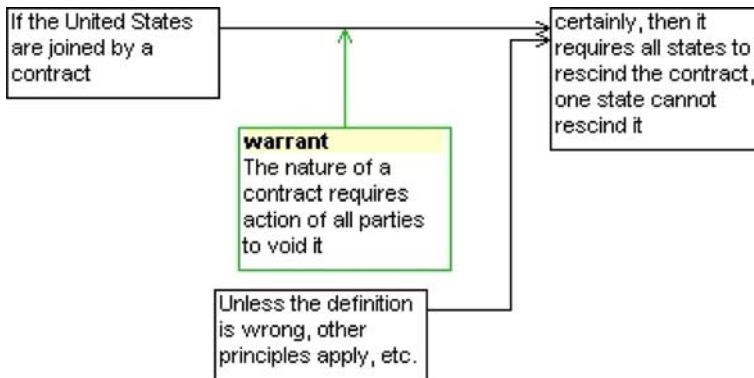 If the United States
are joined by a
contract
certainly, then it
requires all states to
rescind the contract,
one state cannot
rescind it
warrant
The nature of a
contract requires
action of all parties
to void it
Unless the definition
is wrong, other
principles apply, etc.